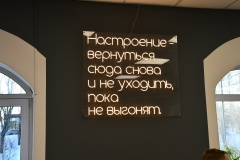 Настроение
вернуться
сюда снова
и не уходить,
пока
не выгонят.